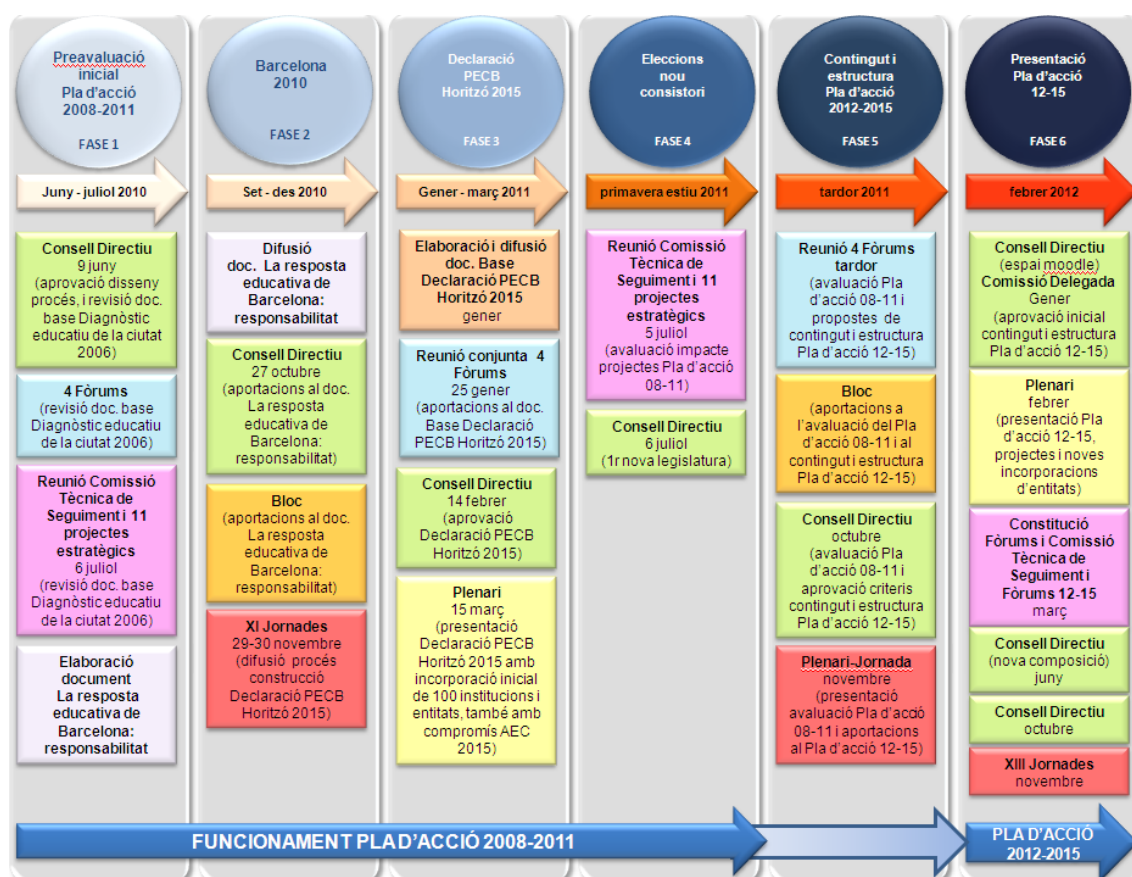 Preavaluació
inicial
Pla d'acció
2008-2011
FASE 1
Juny - juliol 2010
Consell Directiu
9 juny
(aprovació disseny
procés, i revisió doc.
base Diagnòstic
educatiu de la ciutat
2006)
4 Fòrums
(revisió doc. base
Diagnòstic educatiu
de la ciutat 2006)
Reunió Comissió
Tècnica de
Seguiment i 11
projectes
estratègics
6 juliol
(revisió doc. base
Diagnòstic educatiu
de la ciutat 2006)
Elaboració
document
La resposta
educativa de
Barcelona:
responsabilitat
Barcelona
2010
FASE 2
Set - des 2010
Difusió
doc. La resposta
educativa de
Barcelona:
responsabilitat
Consell Directiu
27 octubre
(aportacions al doc.
La resposta
educativa de
Barcelona:
responsabilitat)
Bloc
(aportacions al doc.
La resposta
educativa de
Barcelona:
responsabilitat)
XI Jornades
29-30 novembre
(difusió procés
construcció
Declaració PECB
Horitzó 2015)
Declaració
PECB
Horitzó 2015
FASE 3
Gener - març 2011
Elaboració i difusió
doc. Base
Declaració PECB
Horitzó 2015
gener
Reunió conjunta 4
Fòrums
25 gener
(aportacions al doc.
Base Declaració
PECB Horitzó 2015)
Consell Directiu
14 febrer
(aprovació
Declaració PECB
Horitzó 2015)
Plenari
15 març
(presentació
Declaració PECB
Horitzó 2015 amb
incorporació inicial
de 100 institucions i
entitats, també amb
compromís AEC
2015)
Eleccions
nou
consistori
FASE 4
primavera estiu 2011
Reunió Comissió
Tècnica de
Seguiment i 11
projectes
estratègics
5 juliol
(avaluació impacte
projectes Pla d'acció
08-11)
Consell Directiu
6 juliol
(1r nova legislatura)
Contingut i
estructura
Pla d'acció
2012-2015
FASE 5
tardor 2011
Reunió 4 Fòrums
tardor
(avaluació Pla
d'acció 08-11 i
propostes de
contingut i estructura
Pla d'acció 12-15)
Bloc
(aportacions a
l'avaluació del Pla
d'acció 08-11 i al
contingut i estructura
Pla d'acció 12-15)
Consell Directiu
octubre
(avaluació Pla
d'acció 08-11 i
aprovació criteris
contingut i estructura
Pla d'acció 12-15)
Plenari-Jornada
novembre
(presentació
avaluació Pla d'acció
08-11 i aportacions
al Pla d'acció 12-15)
Presentació
Pla d'acció
12-15
FASE 6
febrer 2012
Consell Directiu
(espai moodle)
Comissió Delegada
Gener
(aprovació inicial
contingut i estructura
Pla d'acció 12-15)
Plenari
febrer
(presentació Pla
d'acció 12-15,
projectes i noves
incorporacions
d'entitats)
Constitució
Fòrums i Comissió
Tècnica de
Seguiment i
Fòrums 12-15
març
Consell Directiu
(nova composició)
juny
Consell Directiu
octubre
XIII Jornades
novembre
FUNCIONAMENT PLA D'ACCIÓ 2008-2011
PLA D'ACCIÓ
2012-2015